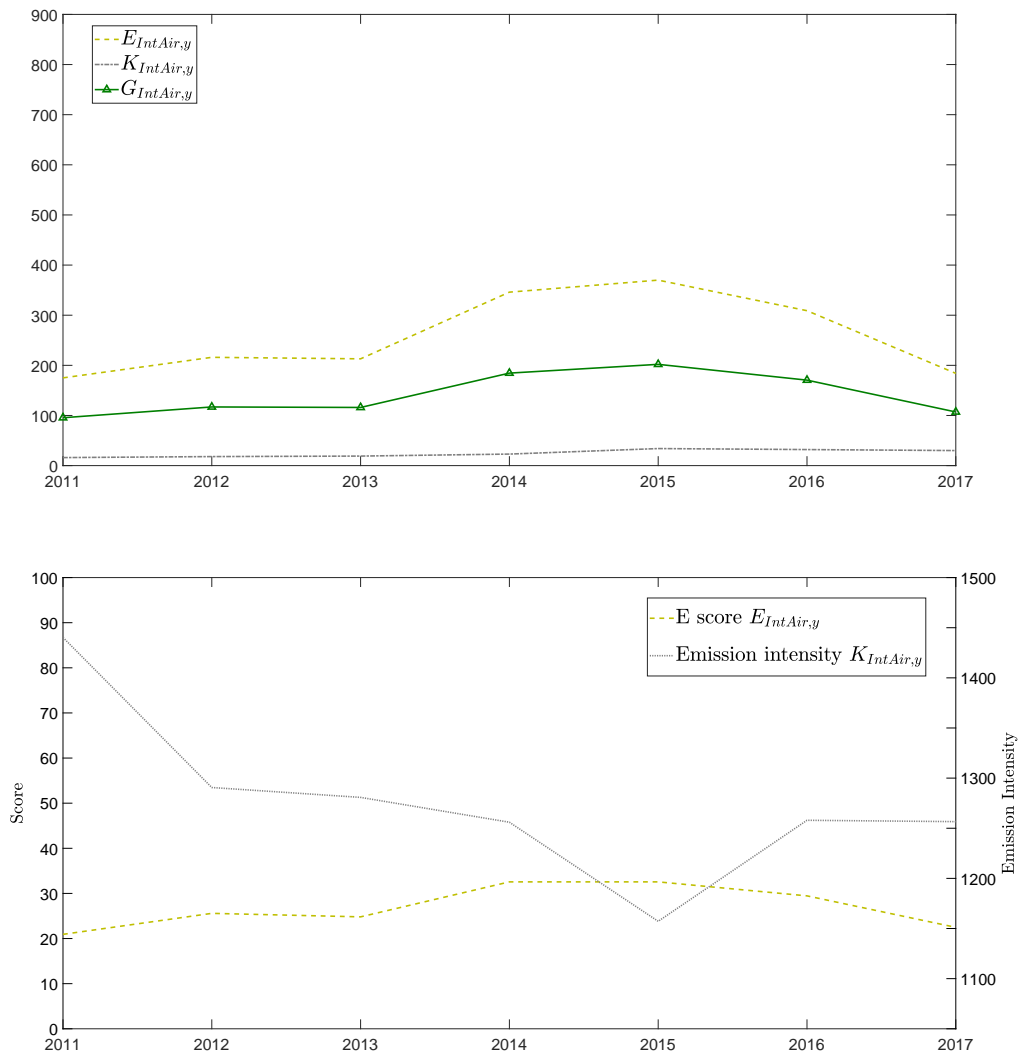 900
800
700
600
500
400
300
200
100
0
E_{IntAir,y}
K_{IntAir,y}
G_{IntAir,y}
2011 2012 2013 2014 2015 2016 2017
100
90
80
70
60
50
40
30
20
10
0
Score
E score E_{IntAir,y}
Emission intensity K_{IntAir,y}
1500
1400
1300
1200
1100
Emission Intensity
2011 2012 2013 2014 2015 2016 2017